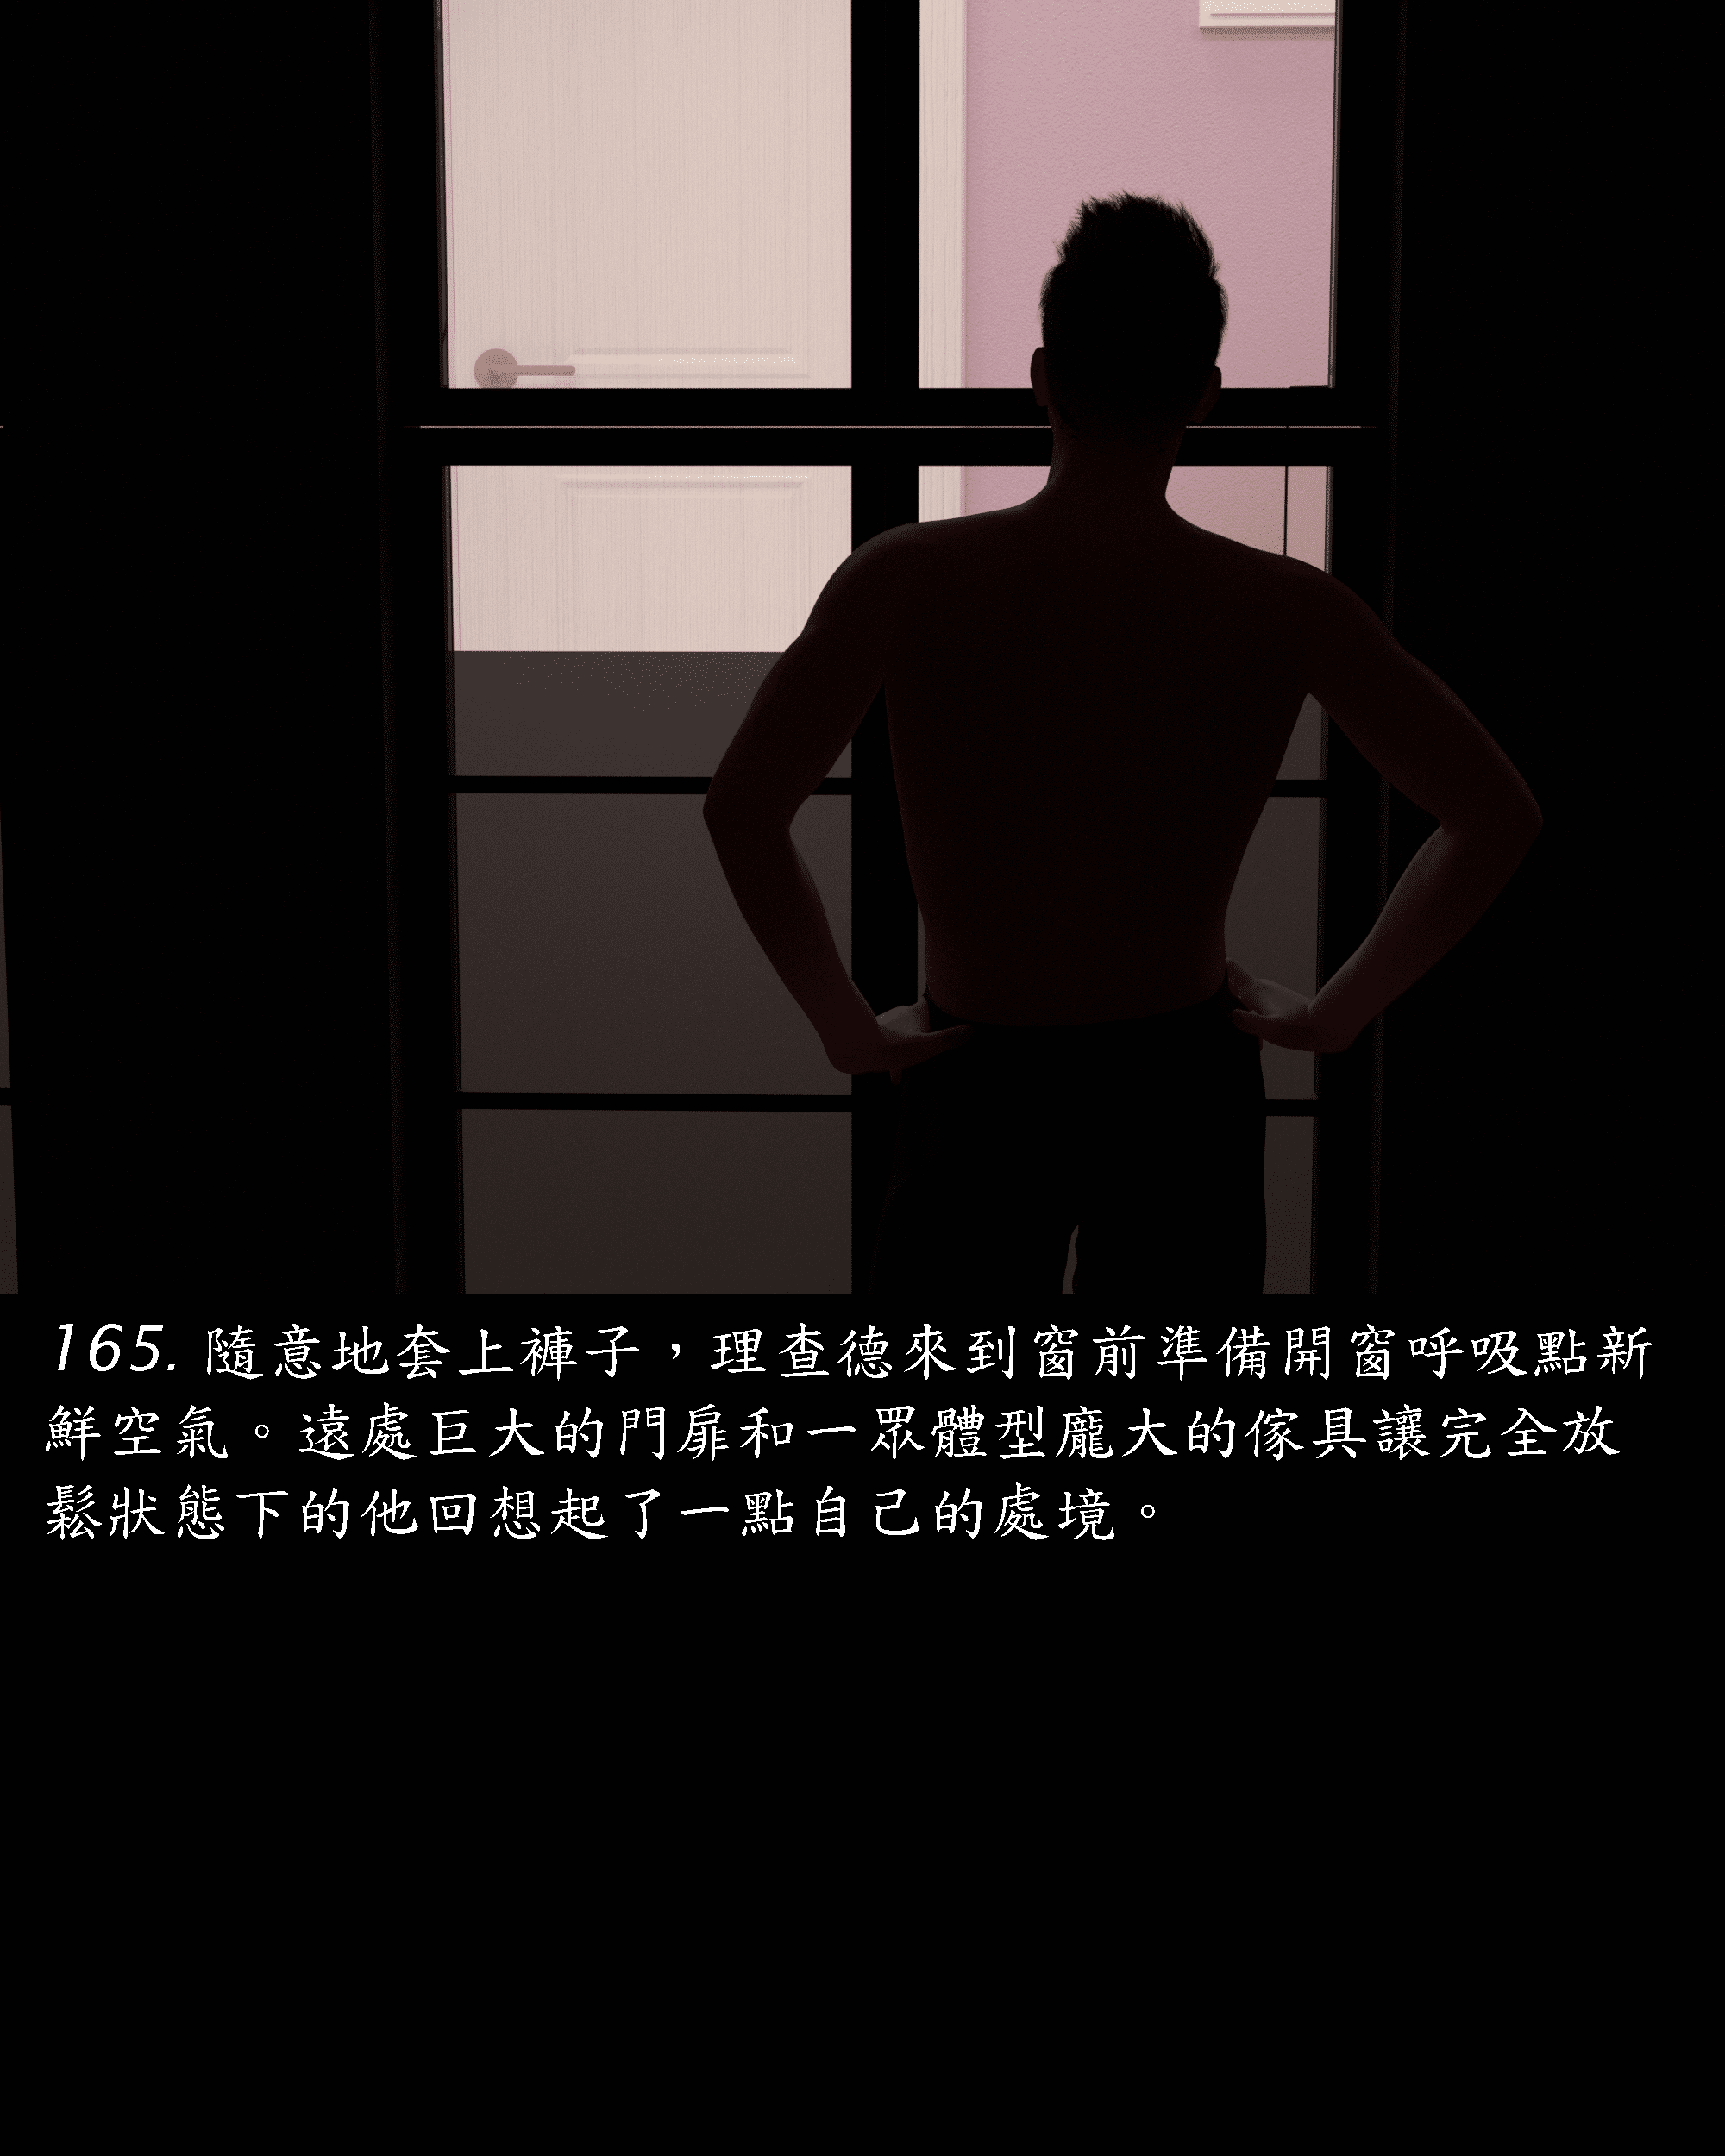 165. 隨意地套上褲子，理查德來到窗前準備開窗呼吸點新
鮮空氣。遠處巨大的門扉和一眾體型龐大的傢具讓完全放
鬆狀態下的他回想起了一點自己的處境。